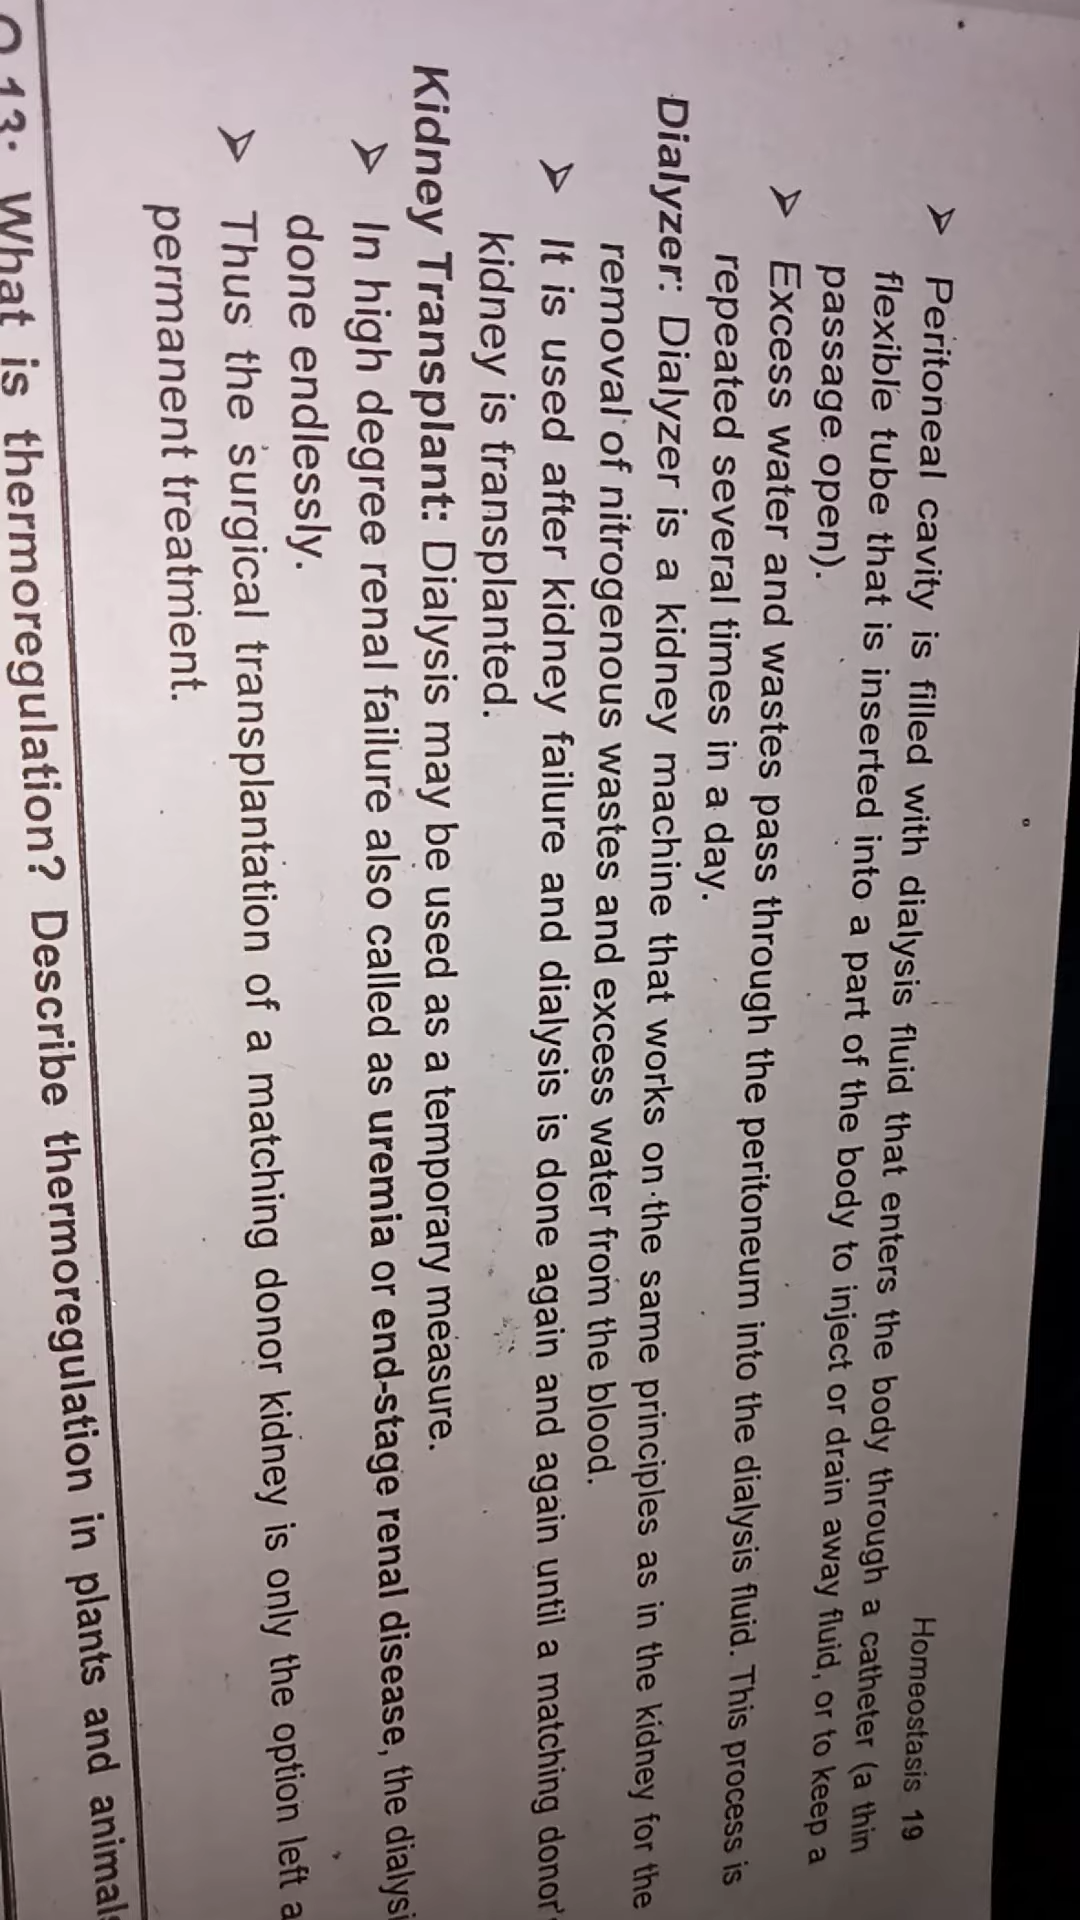 Homeostasis 19
➢ Peritoneal cavity is filled with dialysis fluid that enters the body through a catheter (a thin
flexible tube that is inserted into a part of the body to inject or drain away fluid, or to keep a
passage open).
➢ Excess water and wastes pass through the peritoneum into the dialysis fluid. This process is
repeated several times in a day.
Dialyzer: Dialyzer is a kidney machine that works on the same principles as in the kidney for the
removal of nitrogenous wastes and excess water from the blood.
➢ It is used after kidney failure and dialysis is done again and again until a matching donor'
kidney is transplanted.
Kidney Transplant: Dialysis may be used as a temporary measure.
➢ In high degree renal failure also called as uremia or end-stage renal disease, the dialysi
done endlessly.
➢ Thus the surgical transplantation of a matching donor kidney is only the option left a
permanent treatment.
Q.13: What is thermoregulation? Describe thermoregulation in plants and animals